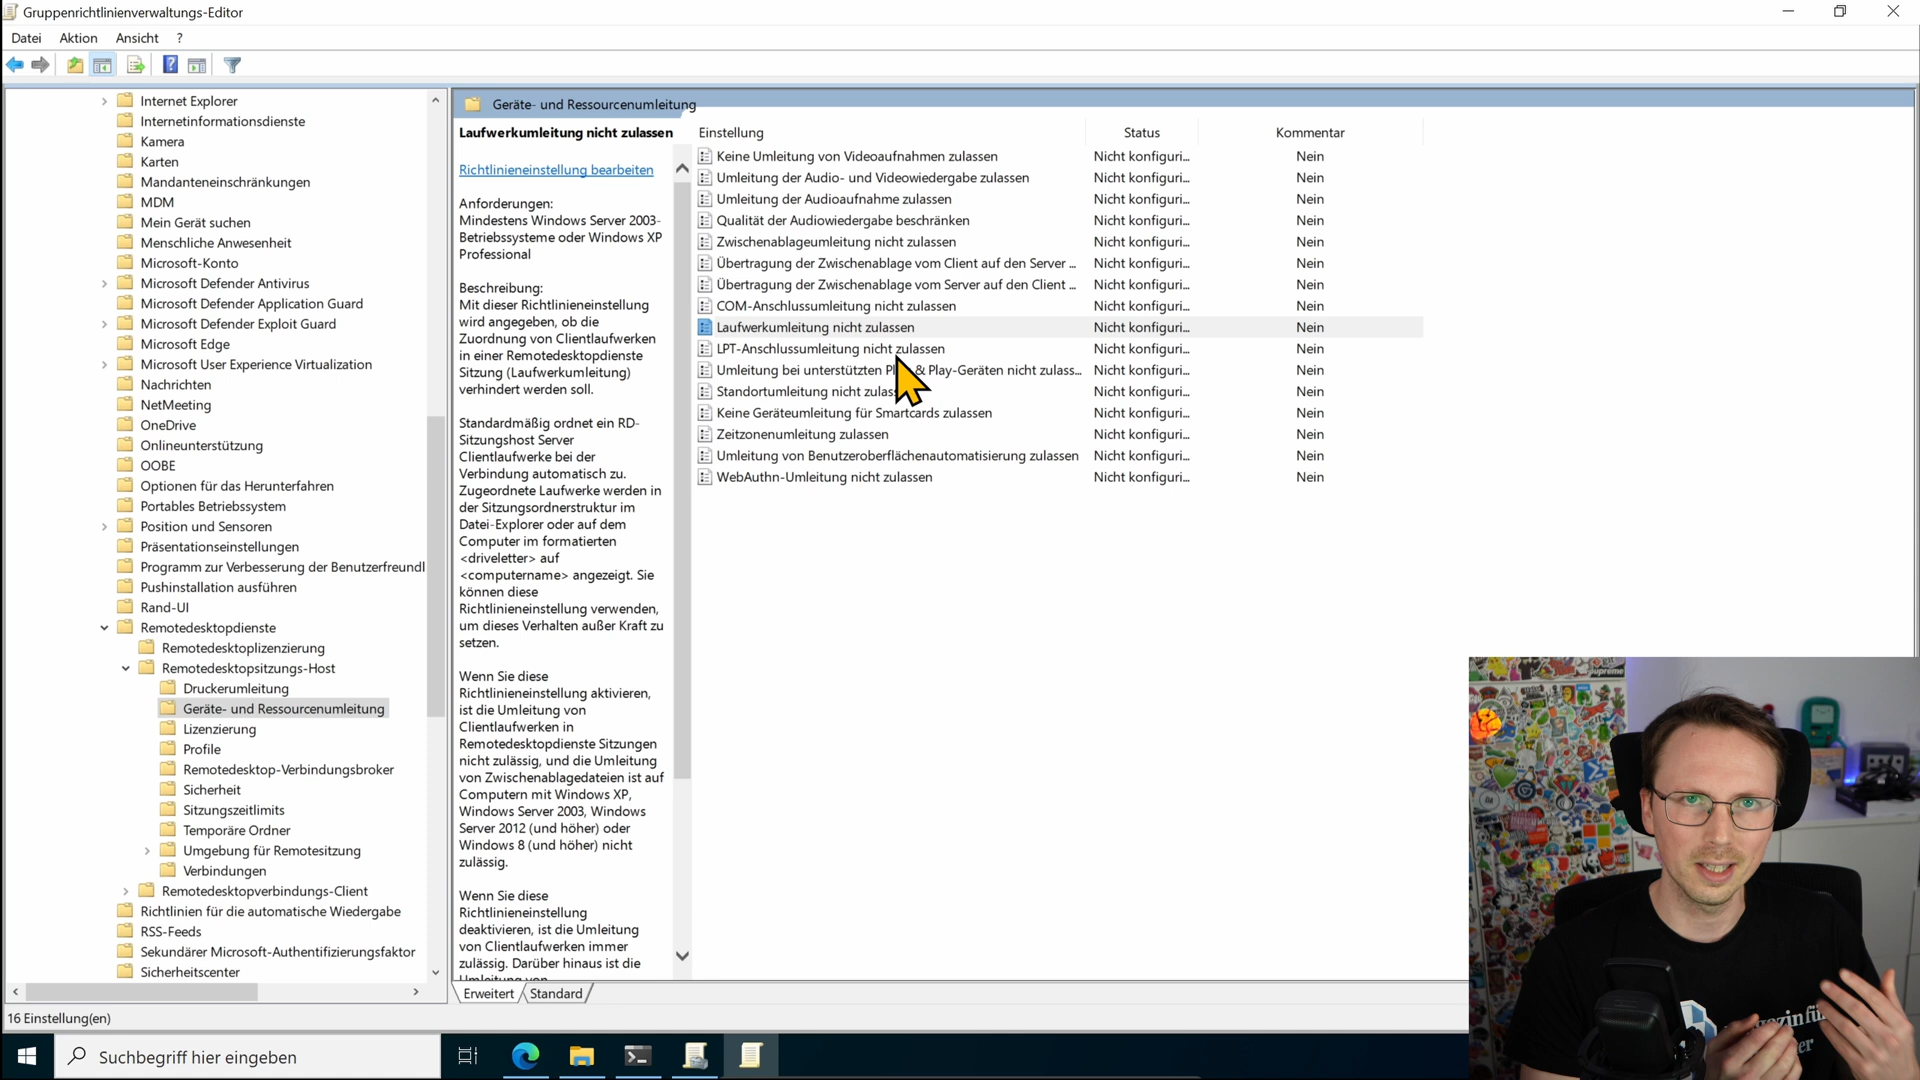 Gruppenrichtlinienverwaltungs-Editor
Datei Aktion Ansicht ?
Internet Explorer
Internetinformationsdienste
Kamera
Karten
Mandanteneinschränkungen
MDM
Mein Gerät suchen
Menschliche Anwesenheit
Microsoft-Konto
Microsoft Defender Antivirus
Microsoft Defender Application Guard
Microsoft Defender Exploit Guard
Microsoft Edge
Microsoft User Experience Virtualization
Nachrichten
NetMeeting
OneDrive
Onlineunterstützung
OOBE
Optionen für das Herunterfahren
Portables Betriebssystem
Position und Sensoren
Präsentationseinstellungen
Programm zur Verbesserung der Benutzerfreundl
Pushinstallation ausführen
Rand-UI
Remotedesktopdienste
Remotedesktoplizenzierung
Remotedesktopsitzungs-Host
Druckerumleitung
Geräte- und Ressourcenumleitung
Lizenzierung
Profile
Remotedesktop-Verbindungsbroker
Sicherheit
Sitzungszeitlimits
Temporäre Ordner
Umgebung für Remotesitzung
Verbindungen
Remotedesktopverbindungs-Client
Richtlinien für die automatische Wiedergabe
RSS-Feeds
Sekundärer Microsoft-Authentifizierungsfaktor
Sicherheitscenter
Geräte- und Ressourcenumleitung
Laufwerkumleitung nicht zulassen
Richtlinieneinstellung bearbeiten
Anforderungen:
Mindestens Windows Server 2003-
Betriebssysteme oder Windows XP
Professional
Beschreibung:
Mit dieser Richtlinieneinstellung
wird angegeben, ob die
Zuordnung von Clientlaufwerken
in einer Remotedesktopdienste
Sitzung (Laufwerkumleitung)
verhindert werden soll.
Standardmäßig ordnet ein RD-
Sitzungshost Server
Clientlaufwerke bei der
Verbindung automatisch zu.
Zugeordnete Laufwerke werden in
der Sitzungsordnerstruktur im
Datei-Explorer oder auf dem
Computer im formatierten
<driveletter> auf
<computername> angezeigt. Sie
können diese
Richtlinieneinstellung verwenden,
um dieses Verhalten außer Kraft zu
setzen.
Wenn Sie diese
Richtlinieneinstellung aktivieren,
ist die Umleitung von
Clientlaufwerken in
Remotedesktopdienste Sitzungen
nicht zulässig, und die Umleitung
von Zwischenablagedateien ist auf
Computern mit Windows XP,
Windows Server 2003, Windows
Server 2012 (und höher) oder
Windows 8 (und höher) nicht
zulässig.
Wenn Sie diese
Richtlinieneinstellung
deaktivieren, ist die Umleitung
von Clientlaufwerken immer
zulässig. Darüber hinaus ist die
Umleitung von
Einstellung Status Kommentar
Keine Umleitung von Videoaufnahmen zulassen Nicht konfiguri... Nein
Umleitung der Audio- und Videowiedergabe zulassen Nicht konfiguri... Nein
Umleitung der Audioaufnahme zulassen Nicht konfiguri... Nein
Qualität der Audiowiedergabe beschränken Nicht konfiguri... Nein
Zwischenablageumleitung nicht zulassen Nicht konfiguri... Nein
Übertragung der Zwischenablage vom Client auf den Server ... Nicht konfiguri... Nein
Übertragung der Zwischenablage vom Server auf den Client ... Nicht konfiguri... Nein
COM-Anschlussumleitung nicht zulassen Nicht konfiguri... Nein
Laufwerkumleitung nicht zulassen Nicht konfiguri... Nein
LPT-Anschlussumleitung nicht zulassen Nicht konfiguri... Nein
Umleitung bei unterstützten Pl & Play-Geräten nicht zulass... Nicht konfiguri... Nein
Standortumleitung nicht zulas Nicht konfiguri... Nein
Keine Geräteumleitung für Smartcards zulassen Nicht konfiguri... Nein
Zeitzonenumleitung zulassen Nicht konfiguri... Nein
Umleitung von Benutzeroberflächenautomatisierung zulassen Nicht konfiguri... Nein
WebAuthn-Umleitung nicht zulassen Nicht konfiguri... Nein
Erweitert Standard
16 Einstellung(en)
Suchbegriff hier eingeben